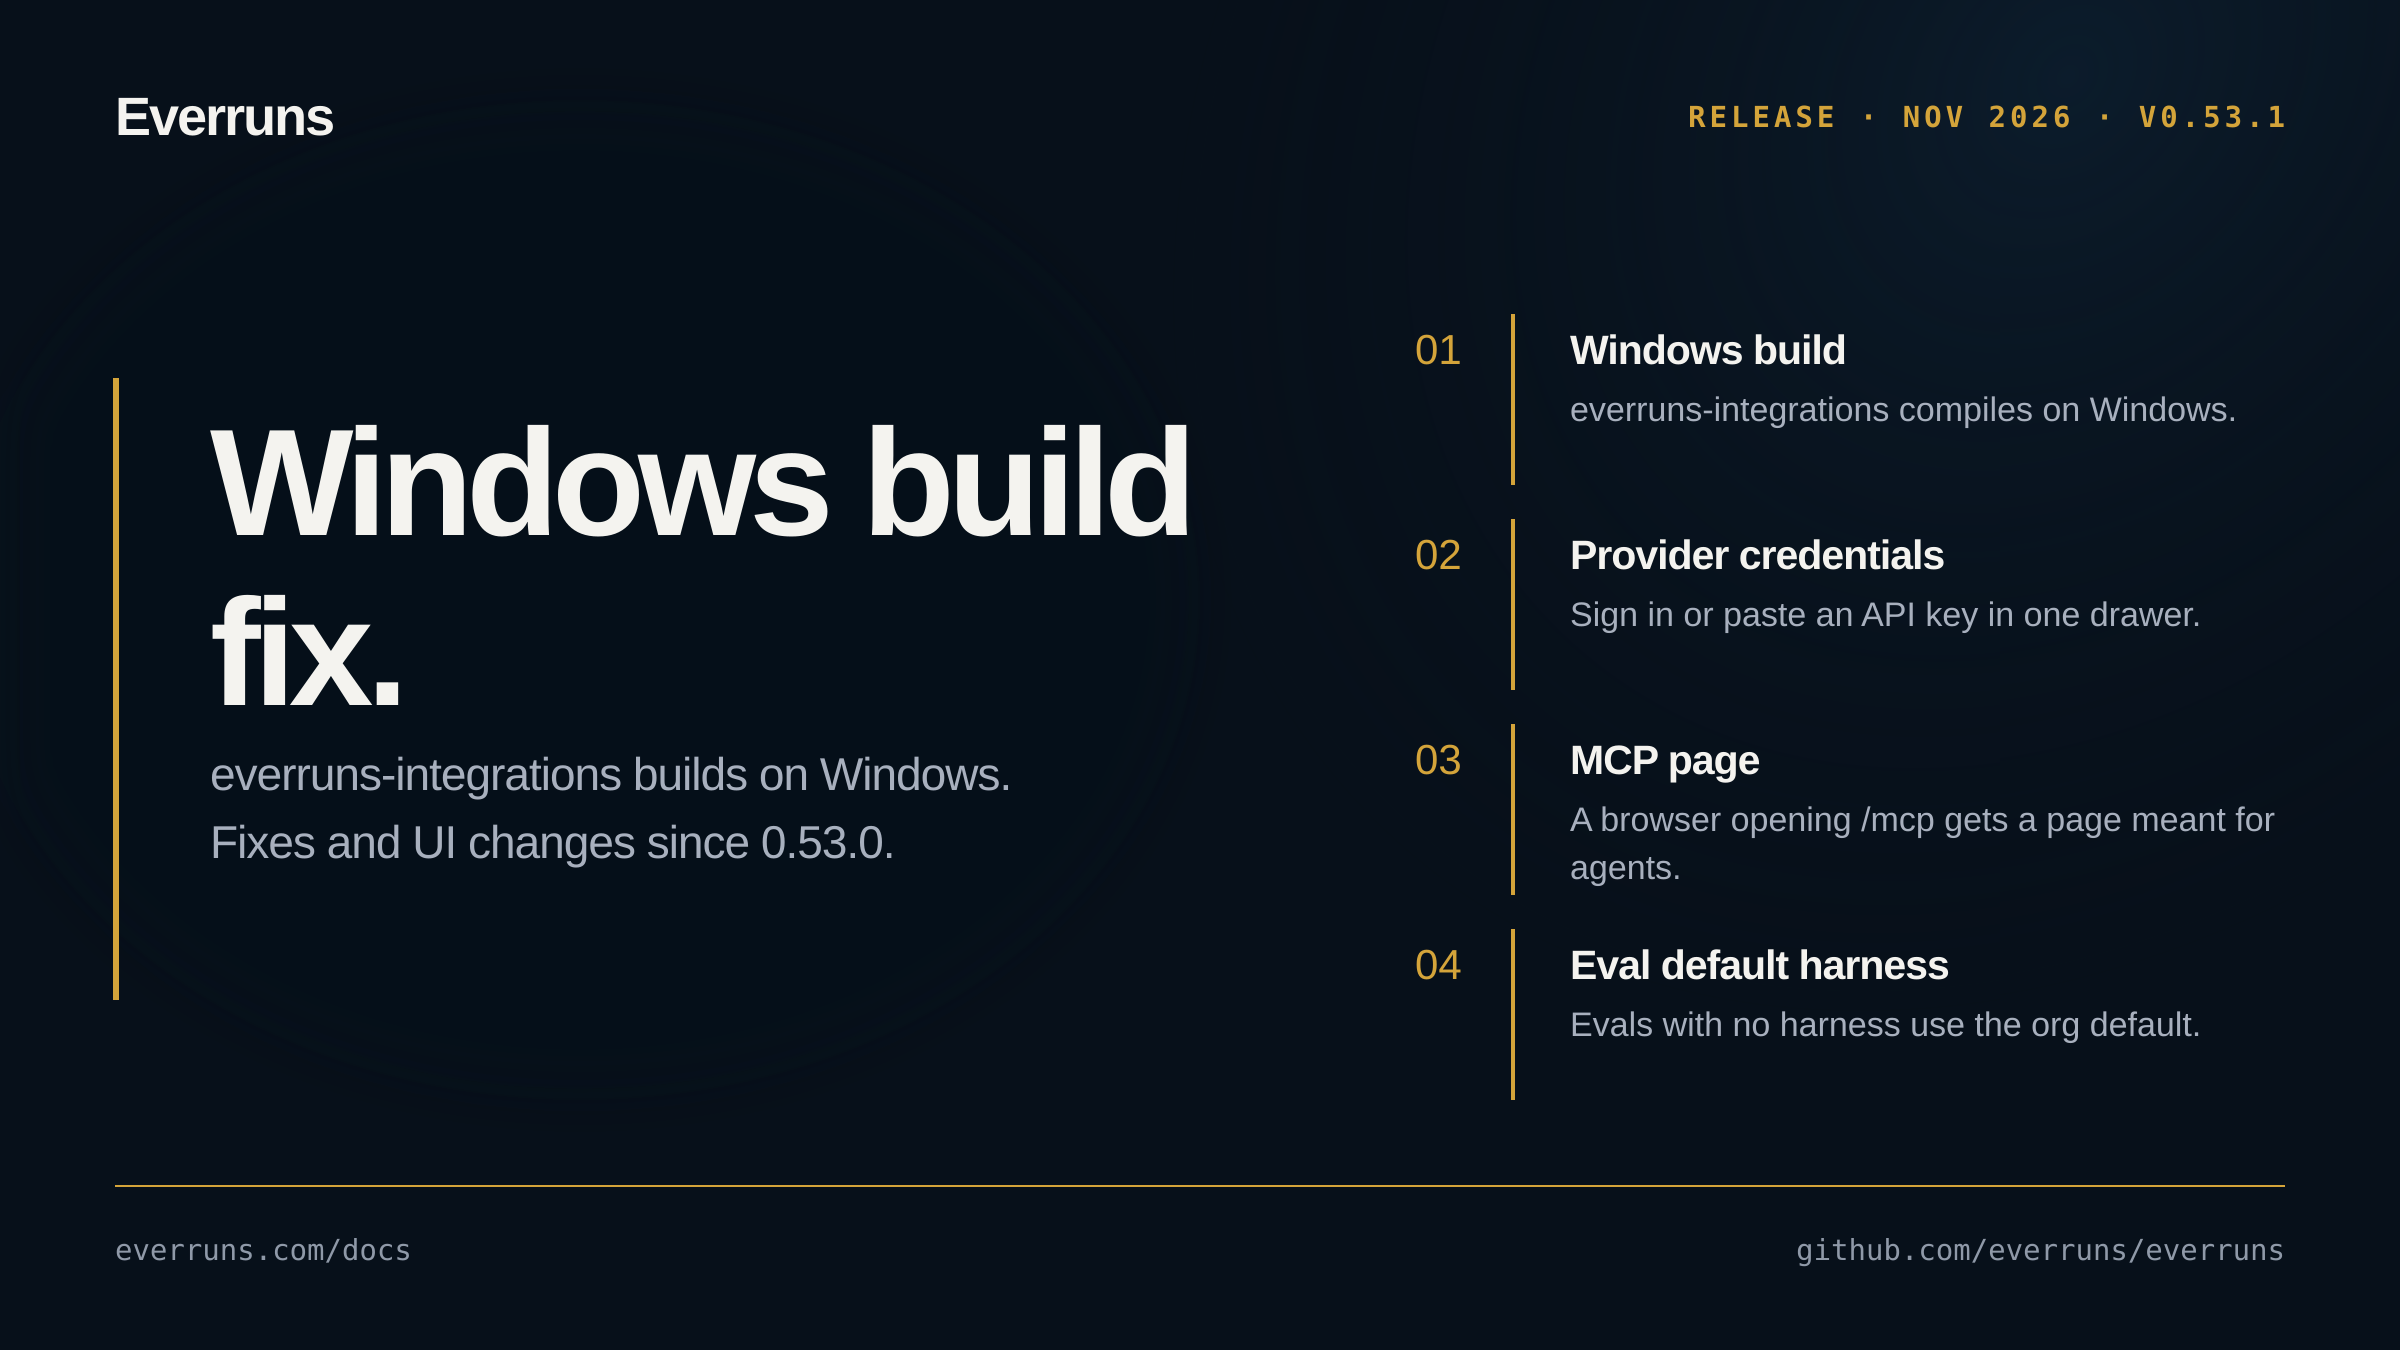 Everruns
RELEASE · NOV 2026 · V0.53.1
Windows build
fix.
everruns-integrations builds on Windows.
Fixes and UI changes since 0.53.0.
01
Windows build
everruns-integrations compiles on Windows.
02
Provider credentials
Sign in or paste an API key in one drawer.
03
MCP page
A browser opening /mcp gets a page meant for
agents.
04
Eval default harness
Evals with no harness use the org default.
everruns.com/docs
github.com/everruns/everruns